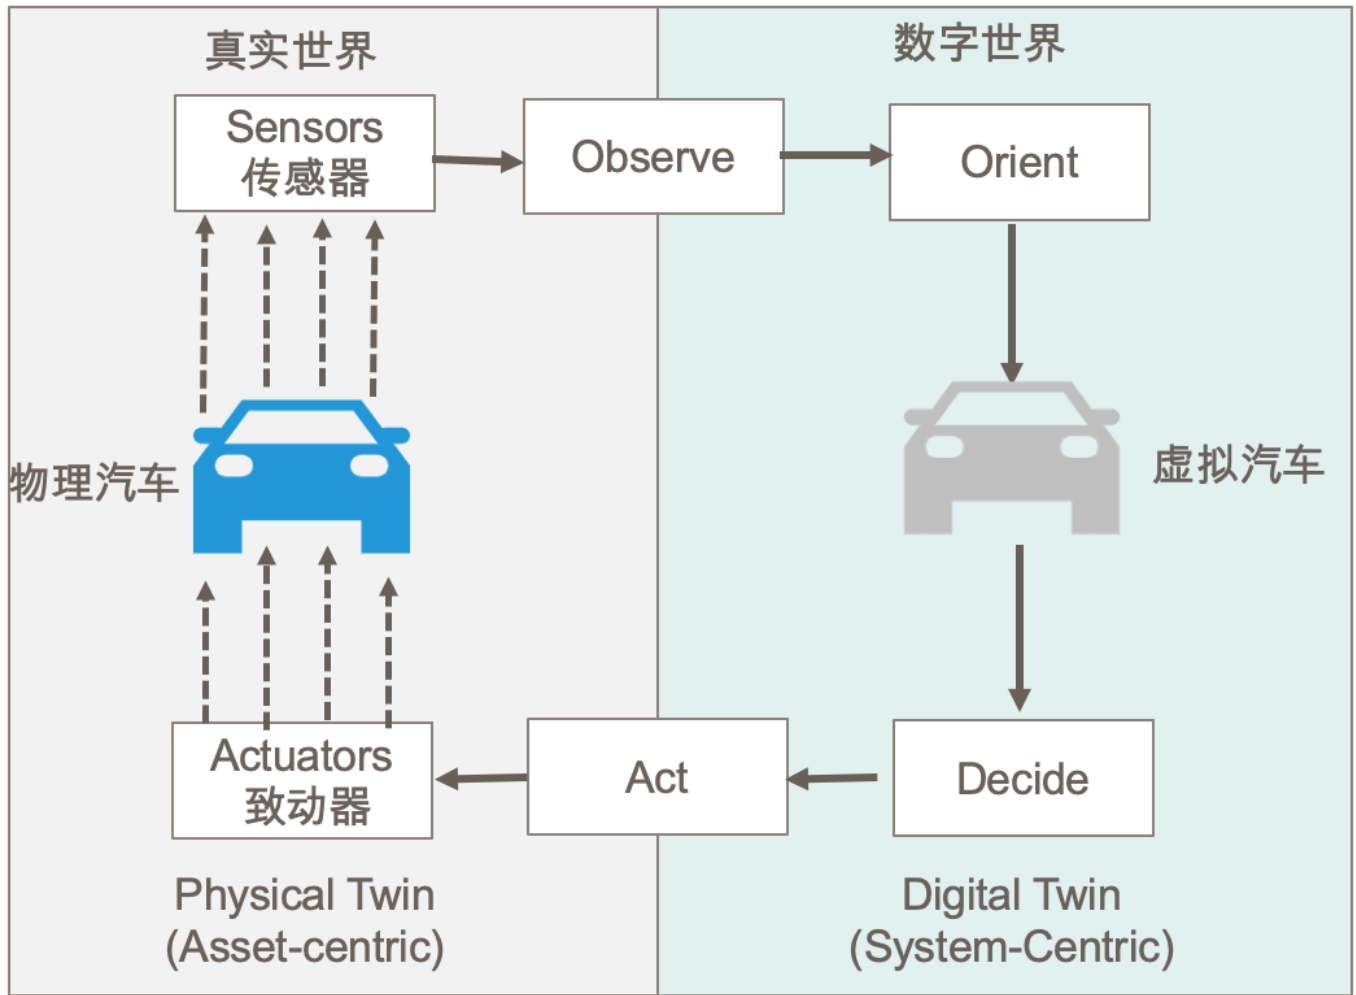 真实世界
数字世界
Sensors
传感器
Observe
Orient
物理汽车
虚拟汽车
Actuators
致动器
Act
Decide
Physical Twin
(Asset-centric)
Digital Twin
(System-Centric)